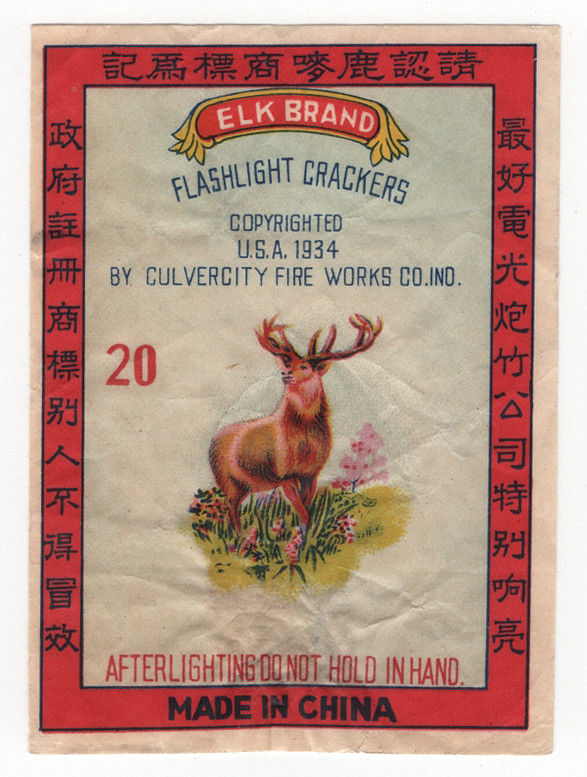 記爲標商嘜鹿認請
ELK BRAND
FLASHLIGHT CRACKERS
COPYRIGHTED
U.S.A. 1934
BY CULVERCITY FIRE WORKS CO.IND.
20
最好電光炮竹公司特别响亮
政府註冊商標别人不得冒效
AFTERLIGHTING DO NOT HOLD IN HAND.
MADE IN CHINA